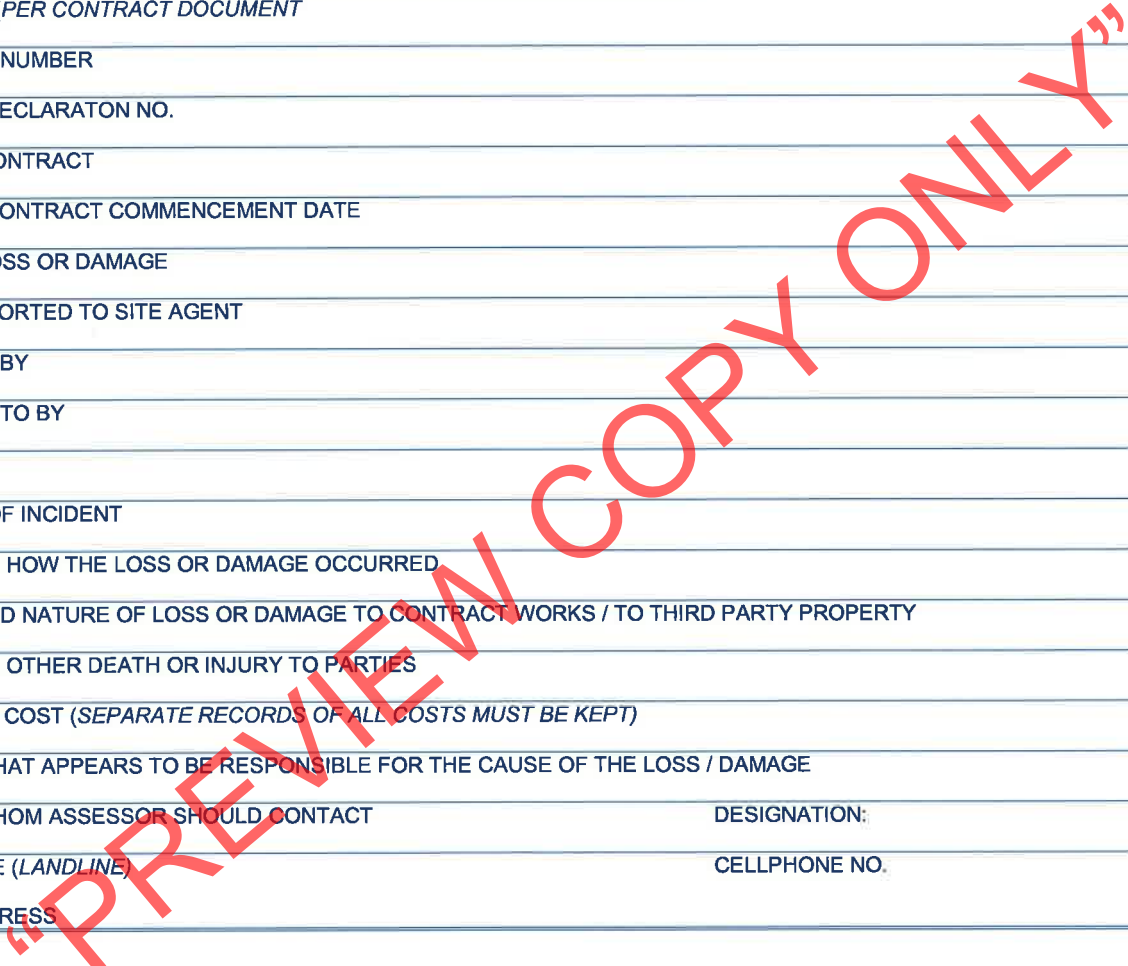 PER CONTRACT DOCUMENT
NUMBER
ECLARATON NO.
ONTRACT
ONTRACT COMMENCEMENT DATE
OSS OR DAMAGE
ORTED TO SITE AGENT
BY
TO BY
OF INCIDENT
HOW THE LOSS OR DAMAGE OCCURRED
D NATURE OF LOSS OR DAMAGE TO CONTRACT WORKS / TO THIRD PARTY PROPERTY
OTHER DEATH OR INJURY TO PARTIES
COST (SEPARATE RECORDS OF ALL COSTS MUST BE KEPT)
HAT APPEARS TO BE RESPONSIBLE FOR THE CAUSE OF THE LOSS / DAMAGE
HOM ASSESSOR SHOULD CONTACT DESIGNATION:
E (LANDLINE) CELLPHONE NO.
RESS
“PREVIEW COPY ONLY”